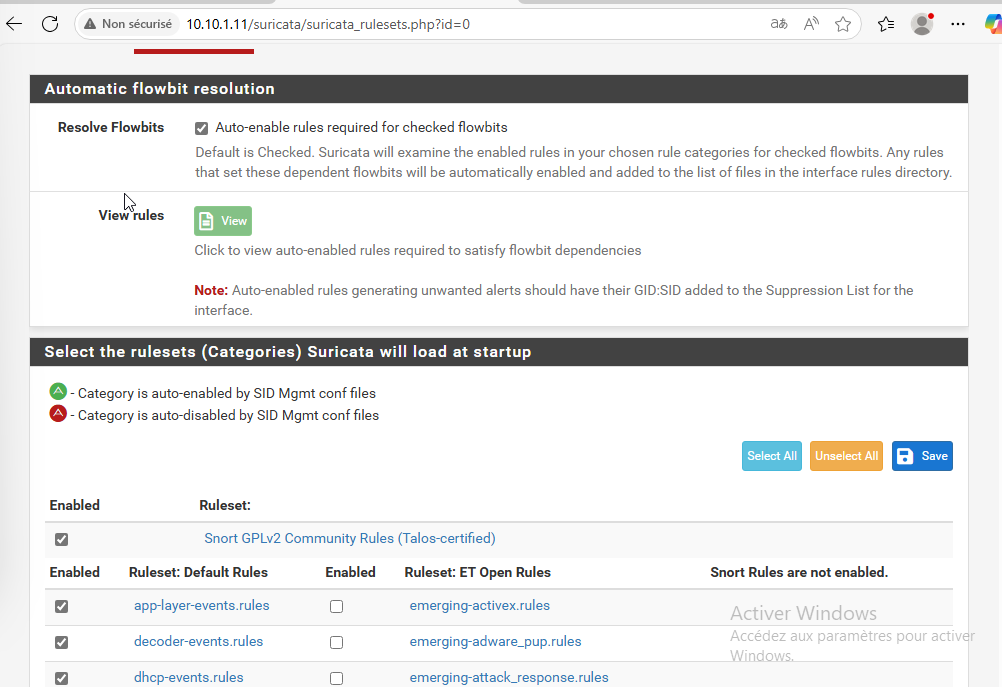 Non sécurisé
10.10.1.11/suricata/suricata_rulesets.php?id=0
Automatic flowbit resolution
Resolve Flowbits
Auto-enable rules required for checked flowbits
Default is Checked. Suricata will examine the enabled rules in your chosen rule categories for checked flowbits. Any rules
that set these dependent flowbits will be automatically enabled and added to the list of files in the interface rules directory.
View rules
View
Click to view auto-enabled rules required to satisfy flowbit dependencies
Note: Auto-enabled rules generating unwanted alerts should have their GID:SID added to the Suppression List for the
interface.
Select the rulesets (Categories) Suricata will load at startup
- Category is auto-enabled by SID Mgmt conf files
- Category is auto-disabled by SID Mgmt conf files
Select All Unselect All Save
Enabled Ruleset:
Snort GPLv2 Community Rules (Talos-certified)
Enabled Ruleset: Default Rules Enabled Ruleset: ET Open Rules Snort Rules are not enabled.
app-layer-events.rules emerging-activex.rules
decoder-events.rules emerging-adware_pup.rules
dhcp-events.rules emerging-attack_response.rules
Activer Windows
Accédez aux paramètres pour activer
Windows.